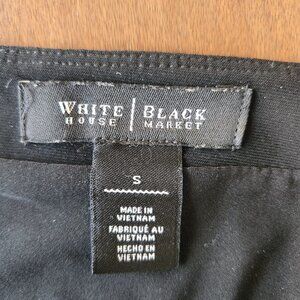 WHITE | BLACK
HOUSE | MARKET
S
MADE IN
VIETNAM
FABRIQUÉ AU
VIETNAM
HECHO EN
VIETNAM